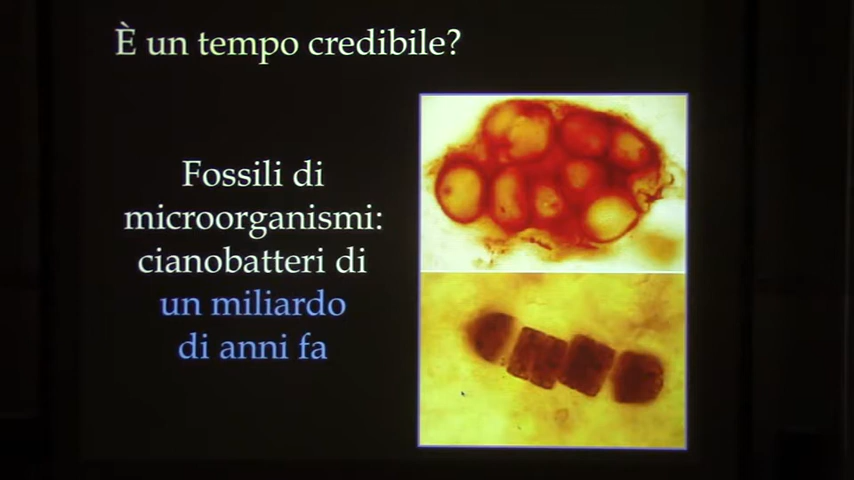 È un tempo credibile?
Fossili di
microorganismi:
cianobatteri di
un miliardo
di anni fa